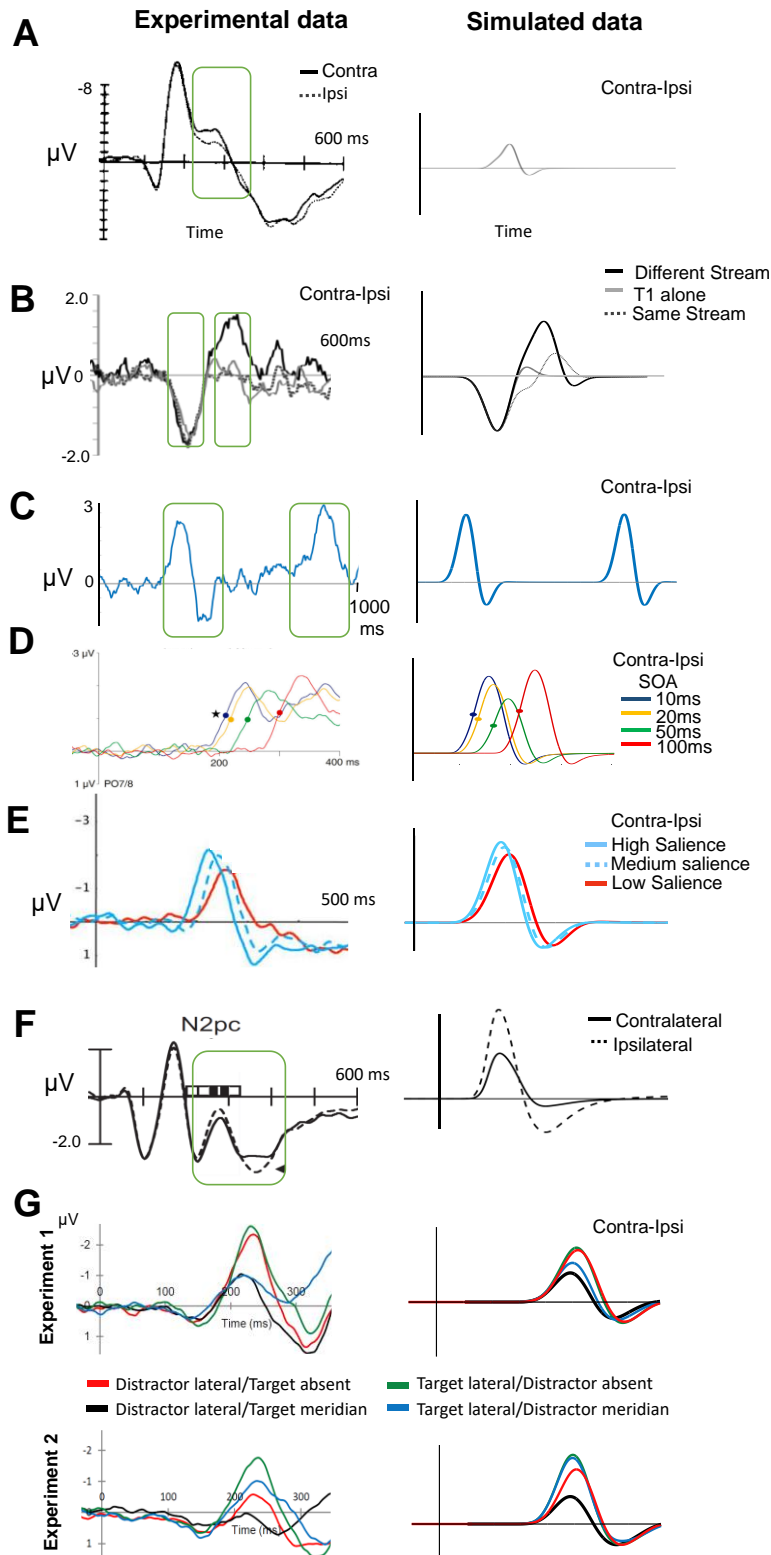 Experimental data
Simulated data
A
-8
Contra
Ipsi
600 ms
µV
Time
Contra-Ipsi
Time
B
2.0
Contra-Ipsi
600ms
µV 0
-2.0
Different Stream
T1 alone
Same Stream
C
3
µV
0
1000
ms
Contra-Ipsi
D
3 µV
★
200
400 ms
Contra-Ipsi
SOA
10ms
20ms
50ms
100ms
1 µV PO7/8
E
-3
-1
µV
1
500 ms
Contra-Ipsi
High Salience
Medium salience
Low Salience
F
N2pc
µV
600 ms
-2.0
Contralateral
Ipsilateral
G
Experiment 1
µV
-2
-1
0
1
0
100
200
300
Time (ms)
Contra-Ipsi
Distractor lateral/Target absent
Target lateral/Distractor absent
Distractor lateral/Target meridian
Target lateral/Distractor meridian
Experiment 2
-2
-1
0
1
100
200
300
Time (ms)